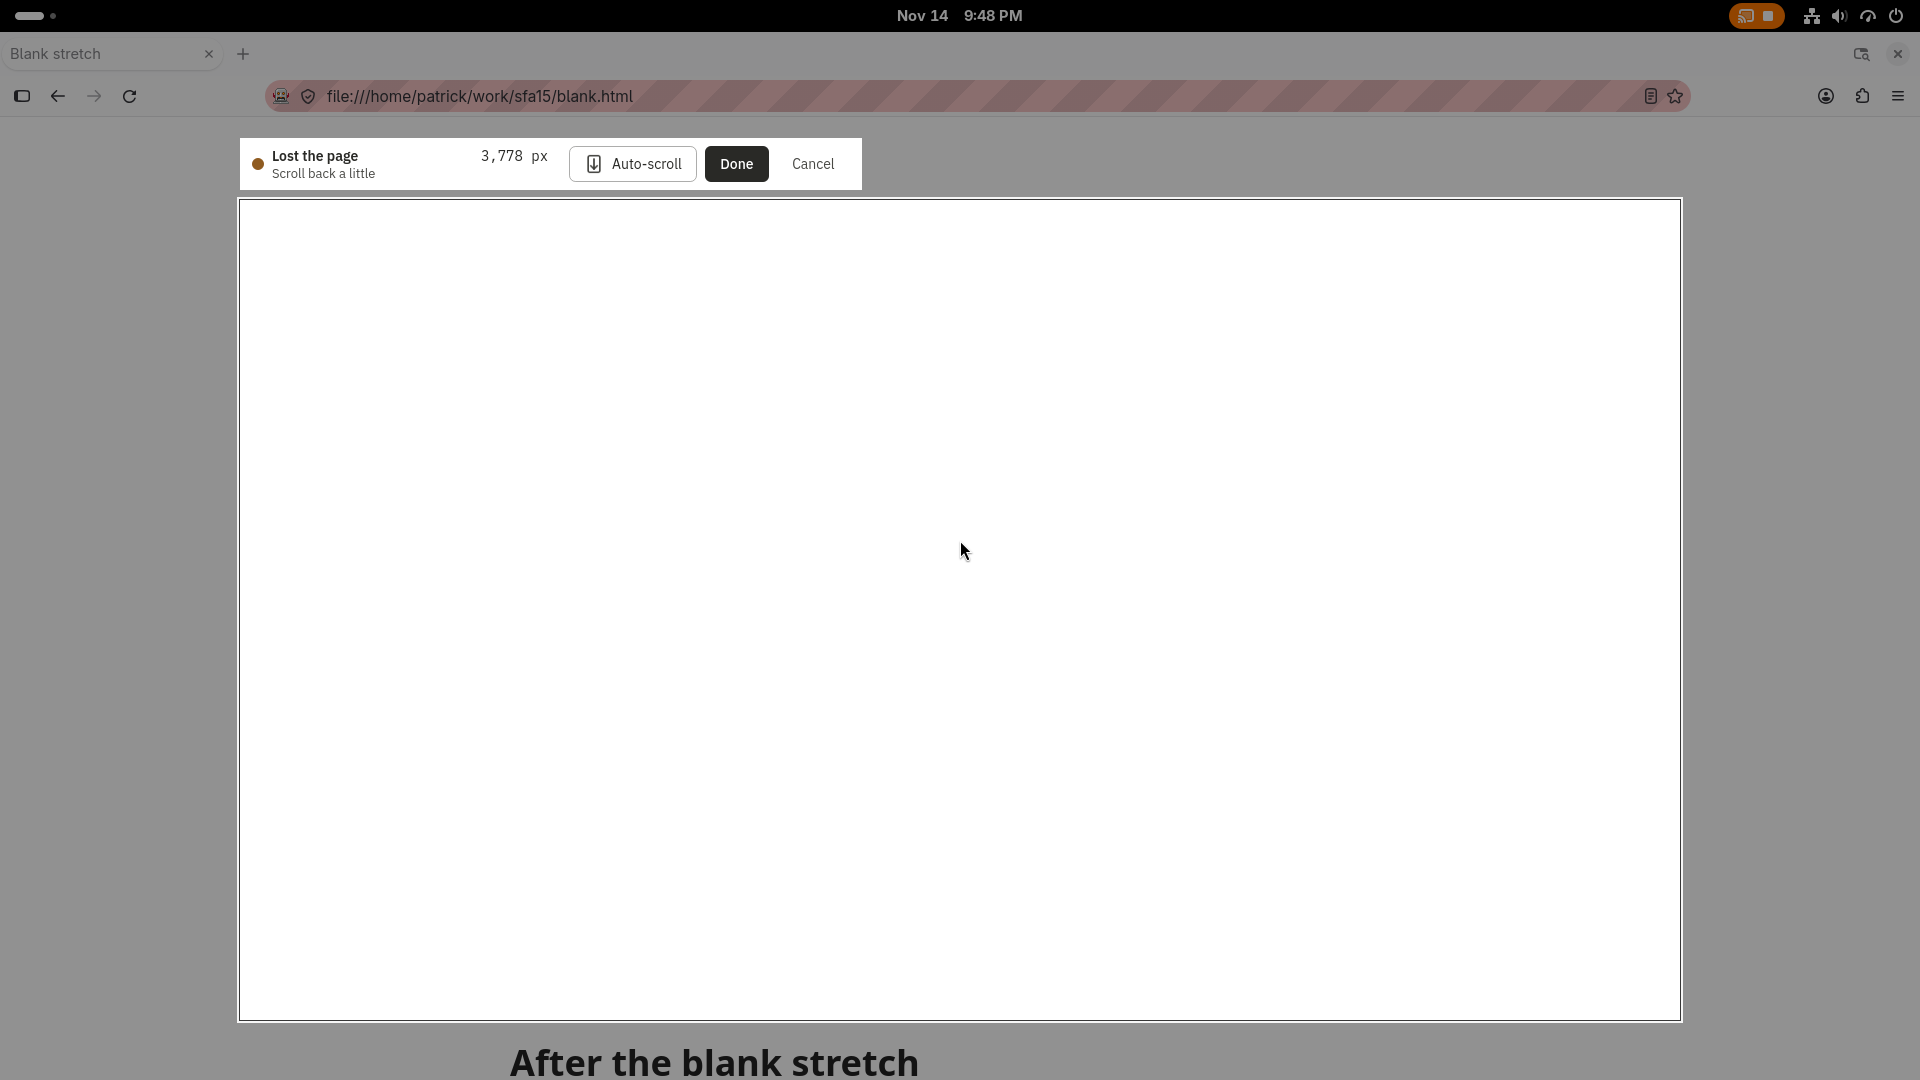 Nov 14 9:48 PM
Blank stretch
file:///home/patrick/work/sfa15/blank.html
Lost the page
Scroll back a little
3,778 px
Auto-scroll
Done
Cancel
After the blank stretch